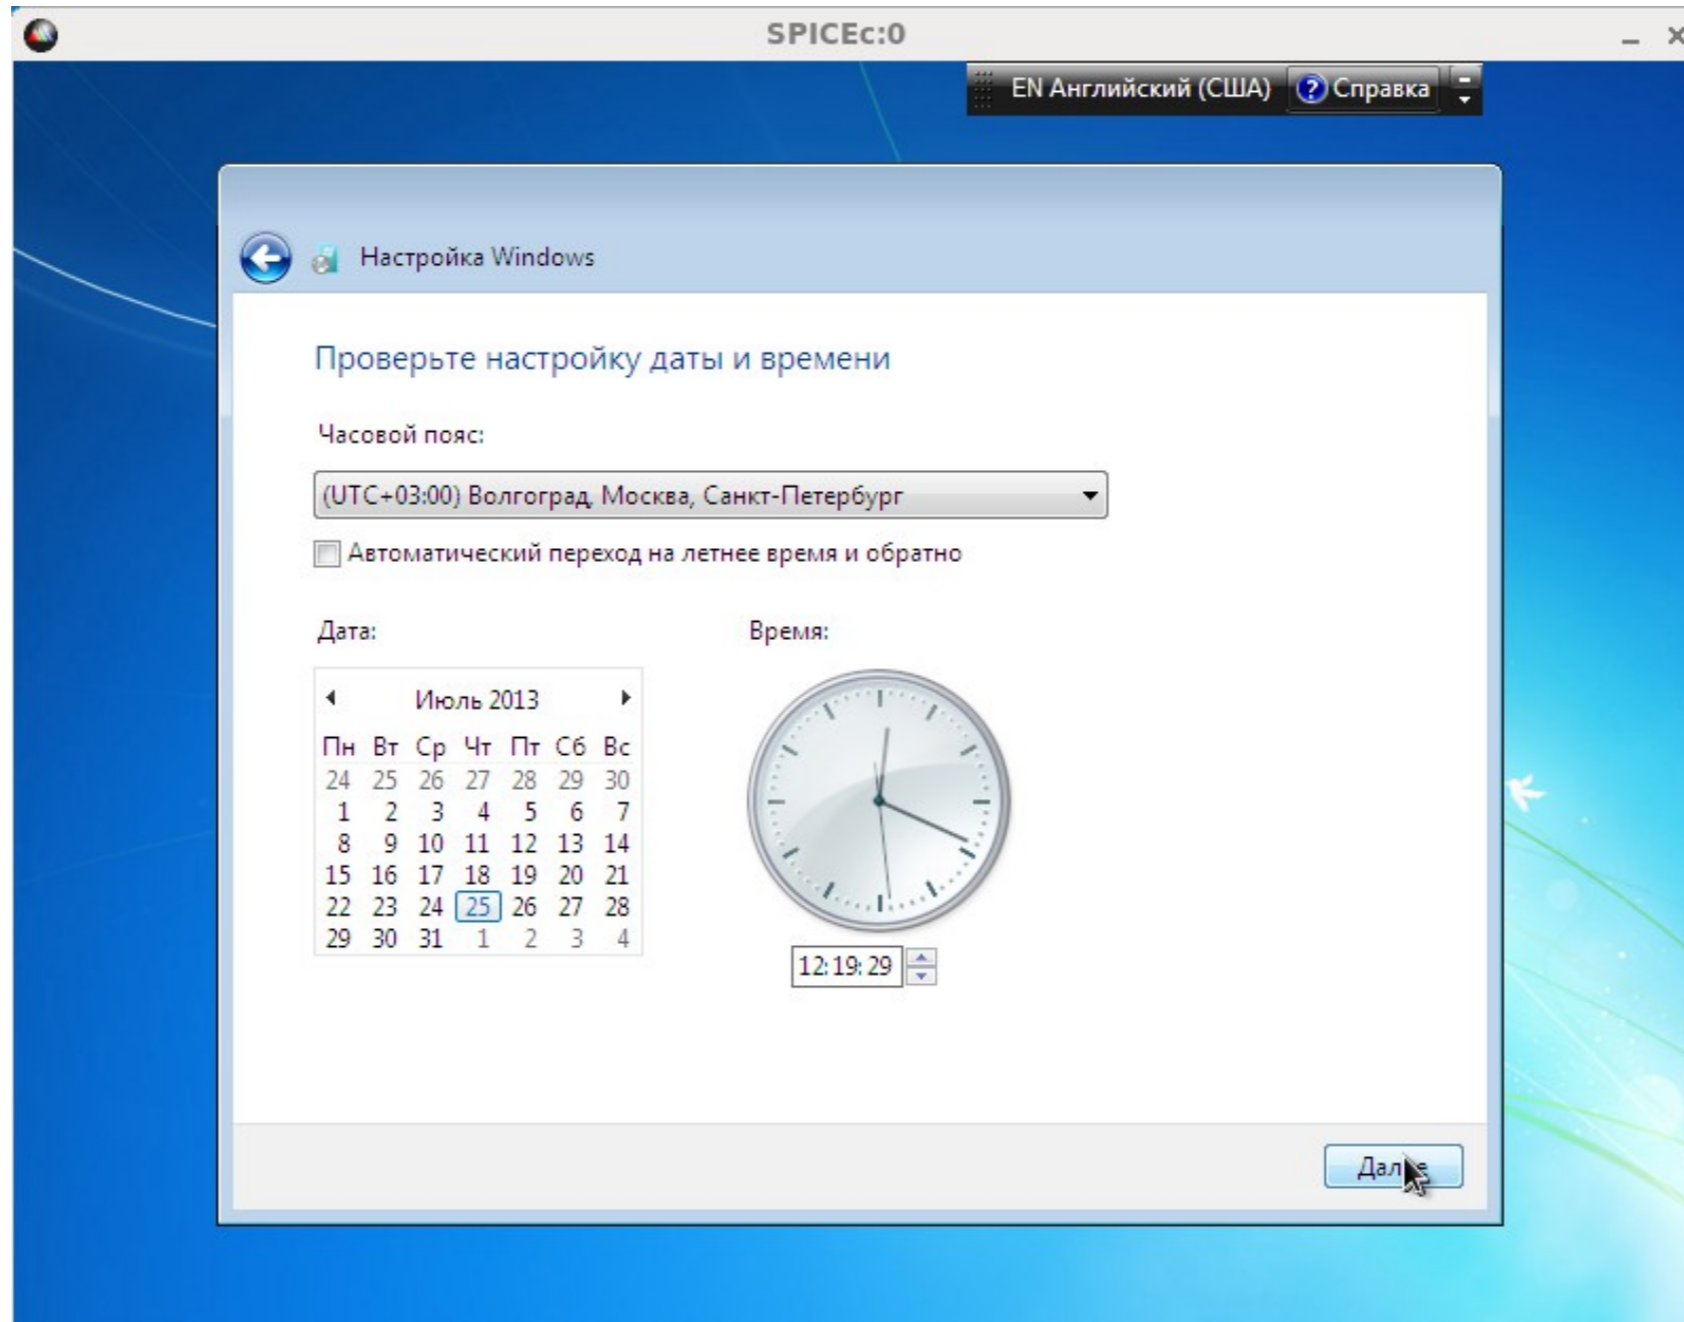 SPICEc:0
EN Английский (США) Справка
Настройка Windows
Проверьте настройку даты и времени
Часовой пояс:
(UTC+03:00) Волгоград, Москва, Санкт-Петербург
Автоматический переход на летнее время и обратно
Дата: Время:
Июль 2013
Пн Вт Ср Чт Пт Сб Вс
24 25 26 27 28 29 30
1 2 3 4 5 6 7
8 9 10 11 12 13 14
15 16 17 18 19 20 21
22 23 24 25 26 27 28
29 30 31 1 2 3 4
12:19:29
Далее